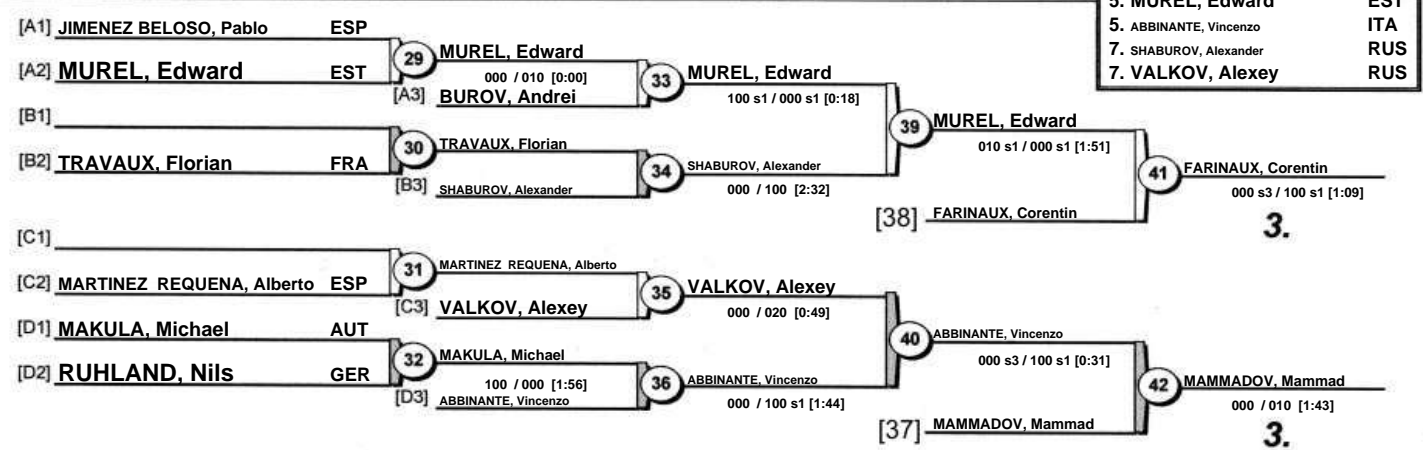 5. MUREL, Edward EST
5. ABBINANTE, Vincenzo ITA
7. SHABUROV, Alexander RUS
7. VALKOV, Alexey RUS
[A1] JIMENEZ BELOSO, Pablo ESP
29 MUREL, Edward
[A2] MUREL, Edward EST
000 / 010 [0:00]
33 MUREL, Edward
[A3] BUROV, Andrei
100 s1 / 000 s1 [0:18]
[B1]
39 MUREL, Edward
30 TRAVAUX, Florian
010 s1 / 000 s1 [1:51]
[B2] TRAVAUX, Florian FRA
34 SHABUROV, Alexander
41 FARINAUX, Corentin
[B3] SHABUROV, Alexander
000 / 100 [2:32]
000 s3 / 100 s1 [1:09]
[38] FARINAUX, Corentin
3.
[C1]
31 MARTINEZ REQUENA, Alberto
[C2] MARTINEZ REQUENA, Alberto ESP
35 VALKOV, Alexey
[C3] VALKOV, Alexey
000 / 020 [0:49]
[D1] MAKULA, Michael AUT
40 ABBINANTE, Vincenzo
32 MAKULA, Michael
000 s3 / 100 s1 [0:31]
[D2] RUHLAND, Nils GER
100 / 000 [1:56]
36 ABBINANTE, Vincenzo
42 MAMMADOV, Mammad
[D3] ABBINANTE, Vincenzo
000 / 100 s1 [1:44]
000 / 010 [1:43]
[37] MAMMADOV, Mammad
3.